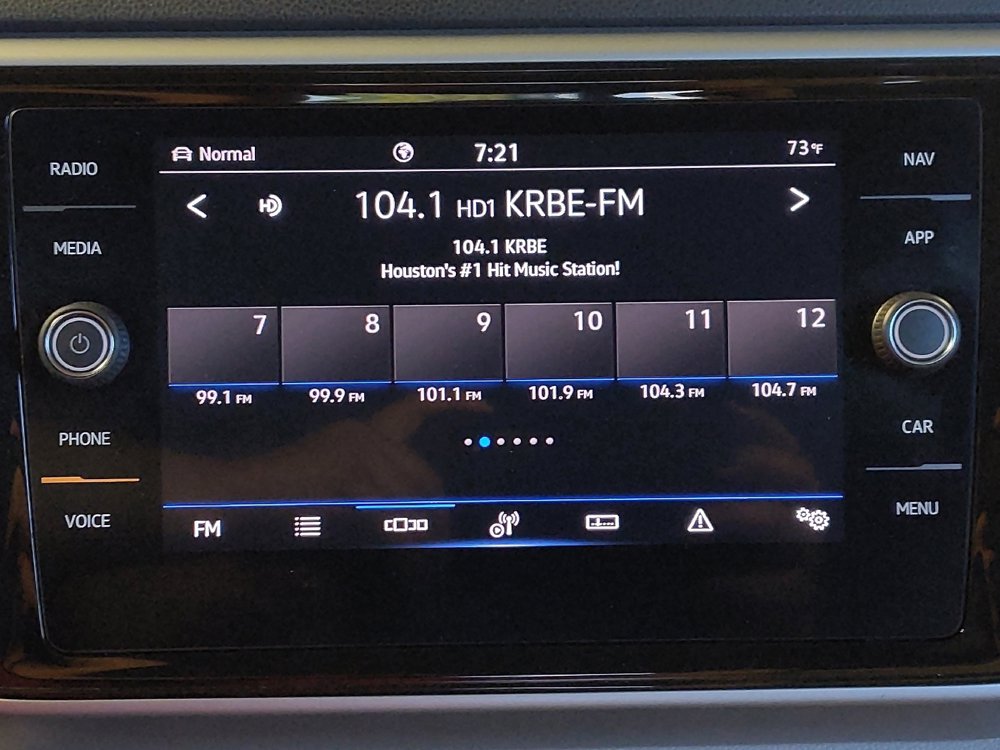 RADIO
MEDIA
PHONE
VOICE
Normal
7:21
73°F
HD 104.1 HD1 KRBE-FM
104.1 KRBE
Houston's #1 Hit Music Station!
7 8 9 10 11 12
99.1 FM 99.9 FM 101.1 FM 101.9 FM 104.3 FM 104.7 FM
FM
NAV
APP
CAR
MENU